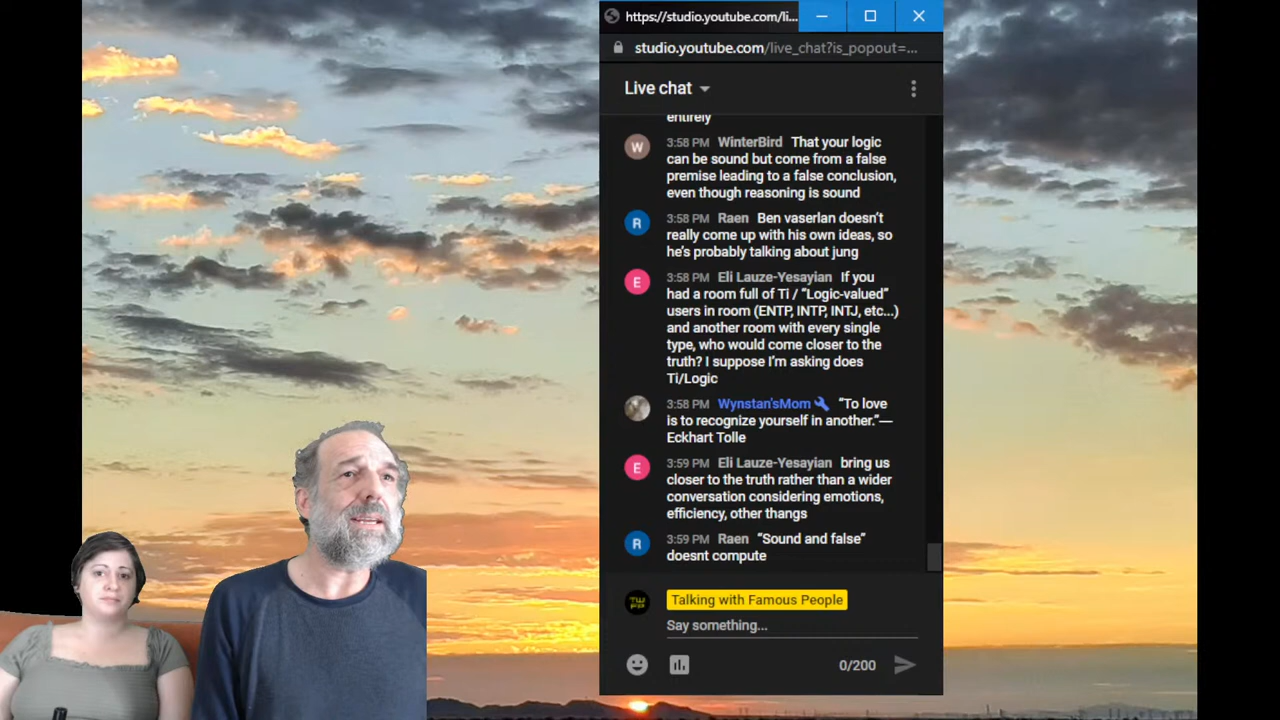 https://studio.youtube.com/li...
studio.youtube.com/live_chat?is_popout=...
Live chat
entirely
W
3:58 PM WinterBird That your logic
can be sound but come from a false
premise leading to a false conclusion,
even though reasoning is sound
R
3:58 PM Raen Ben vaserlan doesn't
really come up with his own ideas, so
he's probably talking about jung
E
3:58 PM Eli Lauze-Yesayian If you
had a room full of Ti / “Logic-valued”
users in room (ENTP, INTP, INTJ, etc...)
and another room with every single
type, who would come closer to the
truth? I suppose I'm asking does
Ti/Logic
3:58 PM Wynstan'sMom “To love
is to recognize yourself in another.”—
Eckhart Tolle
E
3:59 PM Eli Lauze-Yesayian bring us
closer to the truth rather than a wider
conversation considering emotions,
efficiency, other thangs
R
3:59 PM Raen “Sound and false”
doesnt compute
TW
FP
Talking with Famous People
Say something...
0/200